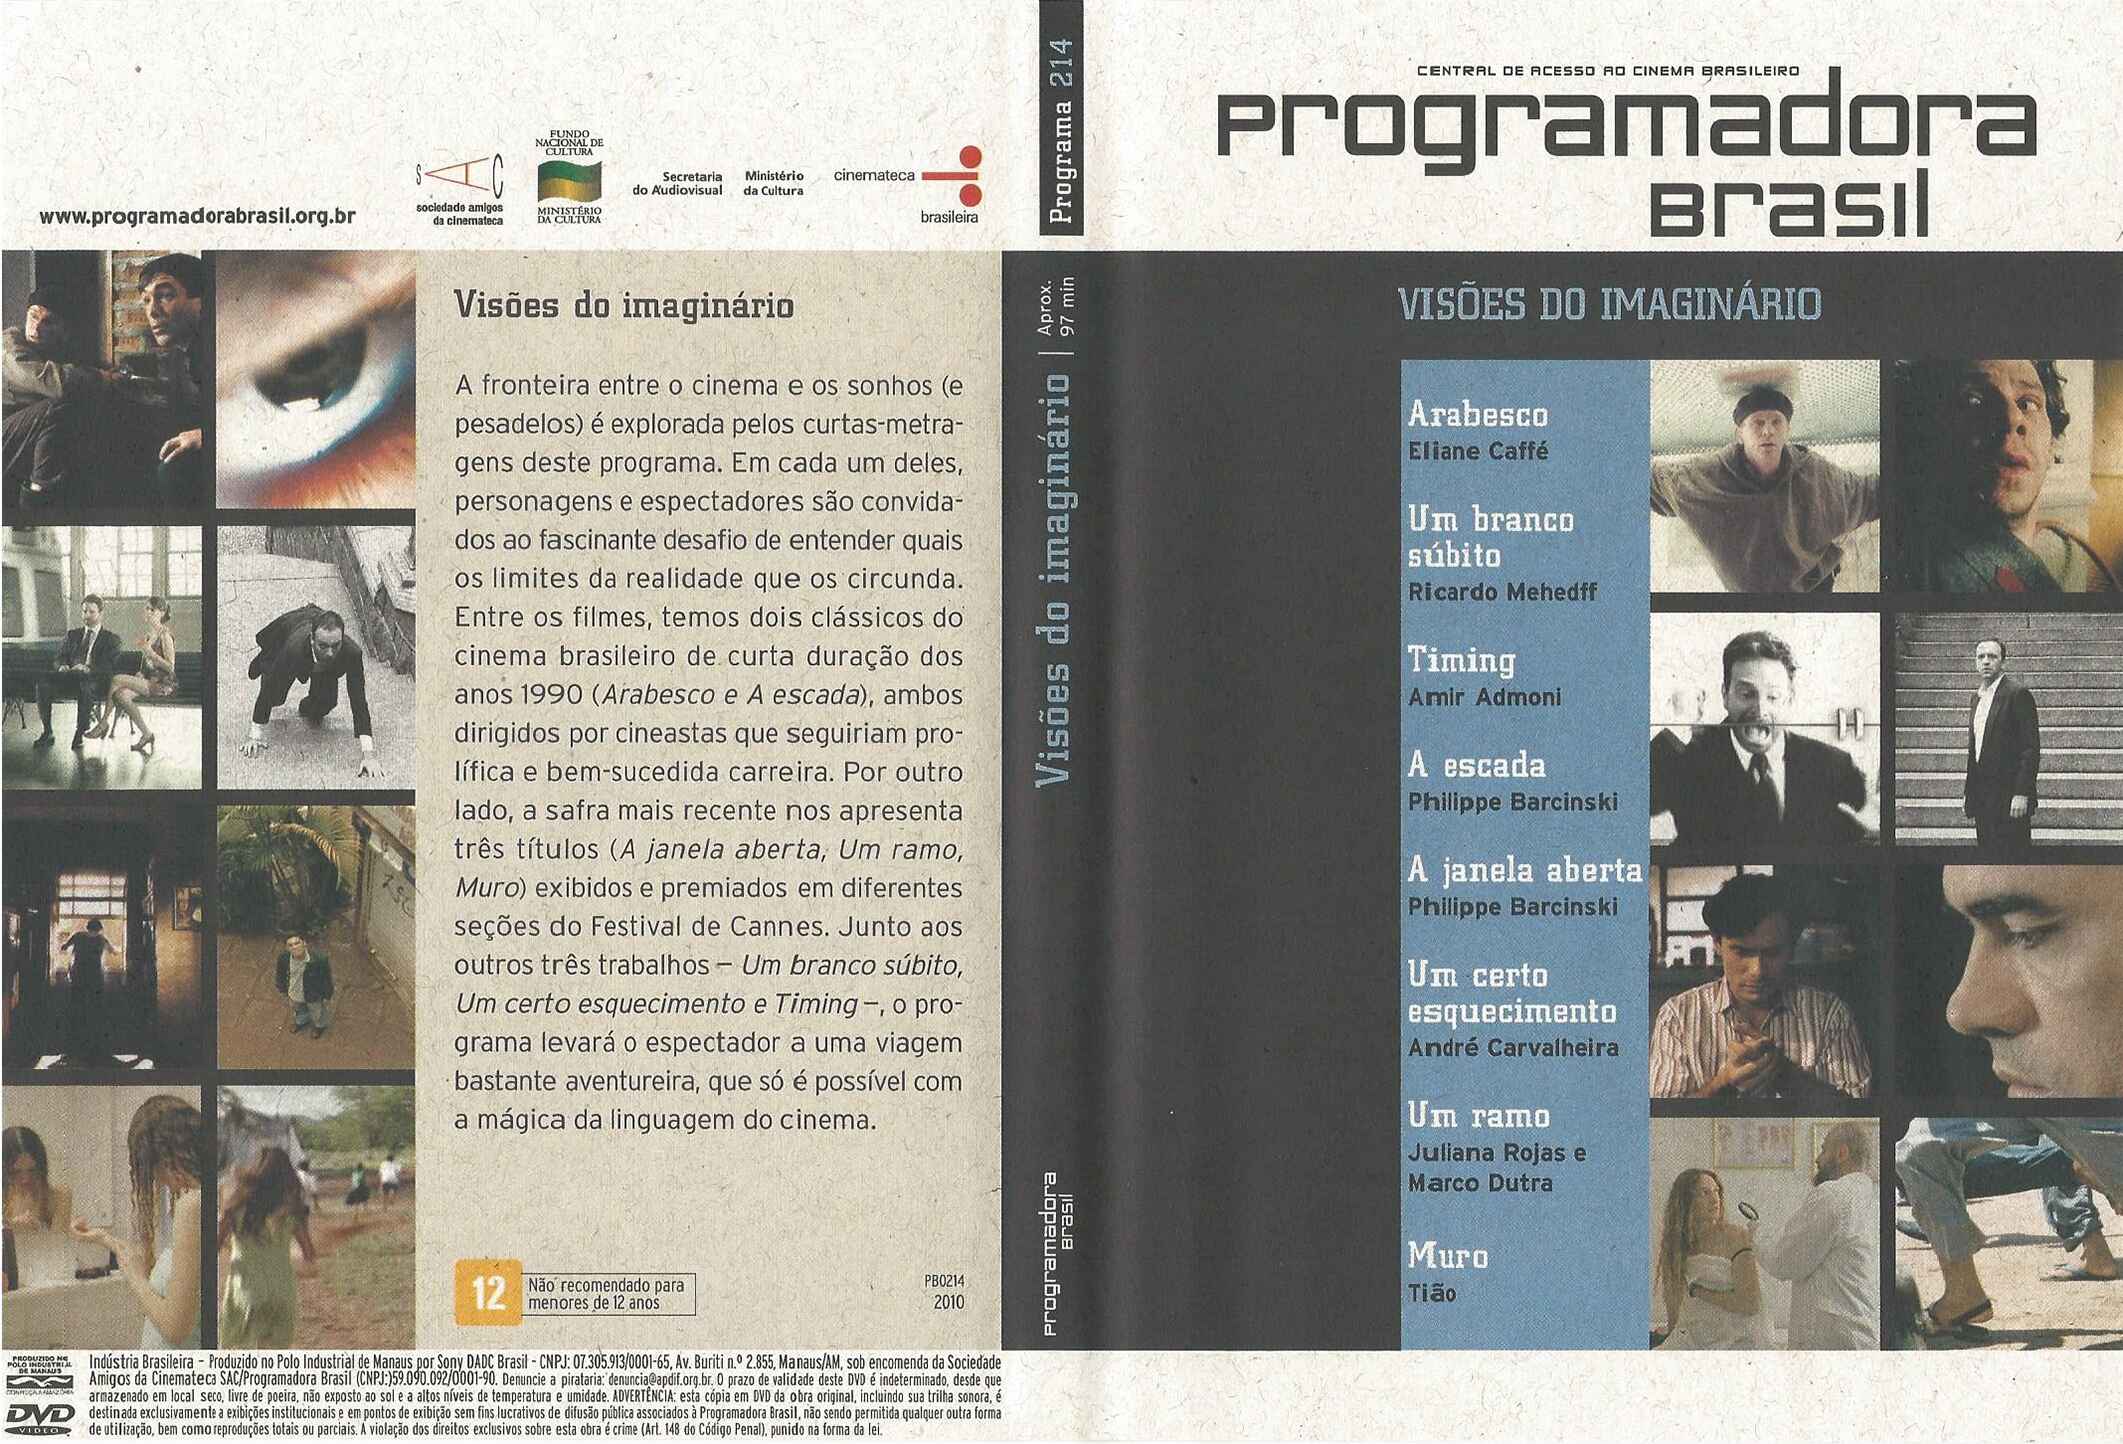 www.programadorabrasil.org.br
SAC
sociedade amigos
da cinemateca
FUNDO
NACIONAL DE
CULTURA
MINISTÉRIO
DA CULTURA
Secretaria
do Audiovisual
Ministério
da Cultura
cinemateca
brasileira
Visões do imaginário
A fronteira entre o cinema e os sonhos (e
pesadelos) é explorada pelos curtas-metra-
gens deste programa. Em cada um deles,
personagens e espectadores são convida-
dos ao fascinante desafio de entender quais
os limites da realidade que os circunda.
Entre os filmes, temos dois clássicos do
cinema brasileiro de curta duração dos
anos 1990 (Arabesco e A escada), ambos
dirigidos por cineastas que seguiriam pro-
lífica e bem-sucedida carreira. Por outro
lado, a safra mais recente nos apresenta
três títulos (A janela aberta, Um ramo,
Muro) exibidos e premiados em diferentes
seções do Festival de Cannes. Junto aos
outros três trabalhos – Um branco súbito,
Um certo esquecimento e Timing –, o pro-
grama levará o espectador a uma viagem
bastante aventureira, que só é possível com
a mágica da linguagem do cinema.
12
Não recomendado para
menores de 12 anos
PB0214
2010
PRODUZIDO NO
POLO INDUSTRIAL
DE MANAUS
CONHEÇA A AMAZÔNIA
DVD
VIDEO
Indústria Brasileira – Produzido no Polo Industrial de Manaus por Sony DADC Brasil - CNPJ: 07.305.913/0001-65, Av. Buriti n.º 2.855, Manaus/AM, sob encomenda da Sociedade
Amigos da Cinemateca SAC/Programadora Brasil (CNPJ:)59.090.092/0001-90. Denuncie a pirataria: denuncia@apdif.org.br. O prazo de validade deste DVD é indeterminado, desde que
armazenado em local seco, livre de poeira, não exposto ao sol e a altos níveis de temperatura e umidade. ADVERTÊNCIA: esta cópia em DVD da obra original, incluindo sua trilha sonora, é
destinada exclusivamente a exibições institucionais e em pontos de exibição sem fins lucrativos de difusão pública associados à Programadora Brasil, não sendo permitida qualquer outra forma
de utilização, bem como reproduções totais ou parciais. A violação dos direitos exclusivos sobre esta obra é crime (Art. 148 do Código Penal), punido na forma da lei.
Programa 214
Visões do imaginário | Aprox.
97 min
programadora
Brasil
CENTRAL DE ACESSO AO CINEMA BRASILEIRO
programadora
Brasil
VISÕES DO IMAGINÁRIO
Arabesco
Eliane Caffé
Um branco
súbito
Ricardo Mehedff
Timing
Amir Admoni
A escada
Philippe Barcinski
A janela aberta
Philippe Barcinski
Um certo
esquecimento
André Carvalheira
Um ramo
Juliana Rojas e
Marco Dutra
Muro
Tião